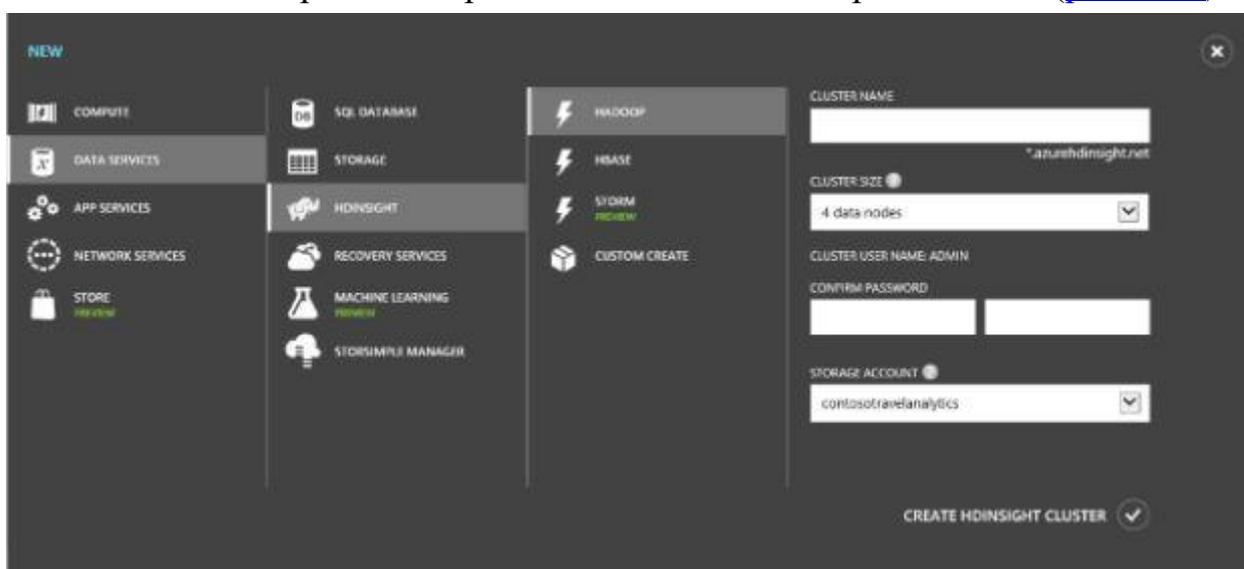 NEW
COMPUTE
DATA SERVICES
APP SERVICES
NETWORK SERVICES
STORE
PREVIEW
DB
SQL DATABASE
STORAGE
HDINSIGHT
RECOVERY SERVICES
MACHINE LEARNING
PREVIEW
STORSIMPLE MANAGER
HADOOP
HBASE
STORM
PREVIEW
CUSTOM CREATE
CLUSTER NAME
*.azurehdinsight.net
CLUSTER SIZE
4 data nodes
CLUSTER USER NAME: ADMIN
CONFIRM PASSWORD
STORAGE ACCOUNT
contosotravelanalytics
CREATE HDINSIGHT CLUSTER